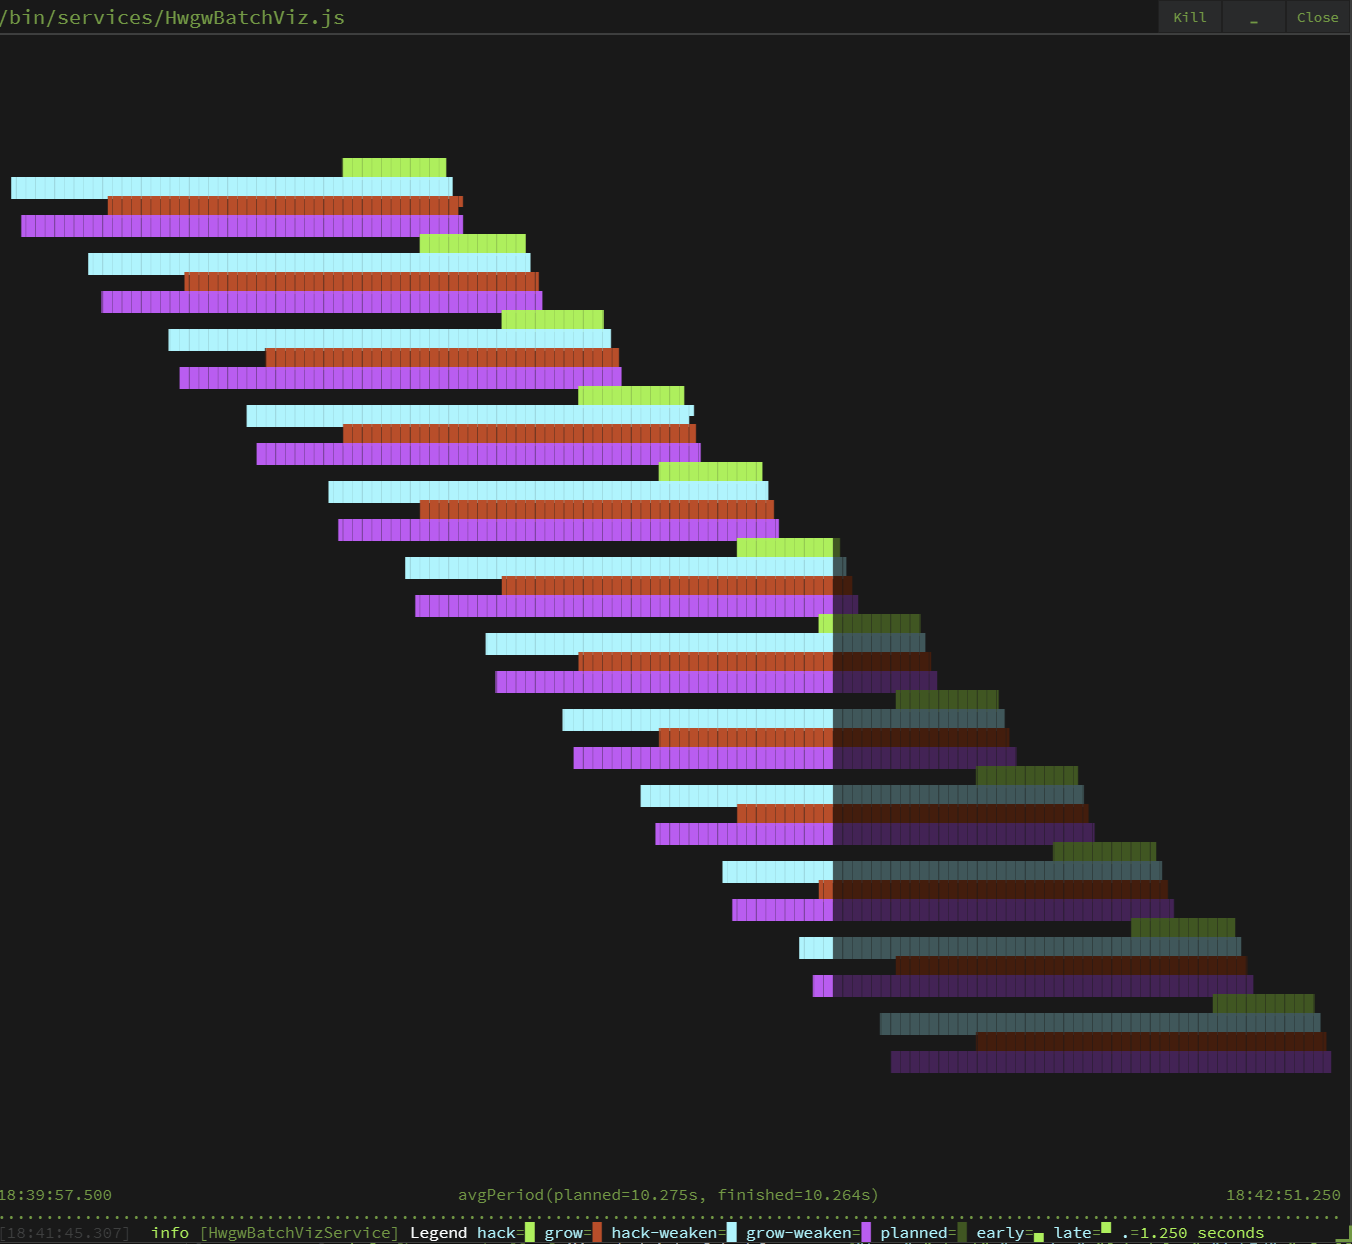 /bin/services/HwgwBatchViz.js Kill _ Close
18:39:57.500 avgPeriod(planned=10.275s, finished=10.264s) 18:42:51.250
[18:41:45.307] info [HwgwBatchVizService] Legend hack= grow= hack-weaken= grow-weaken= planned= early= late= .=1.250 seconds